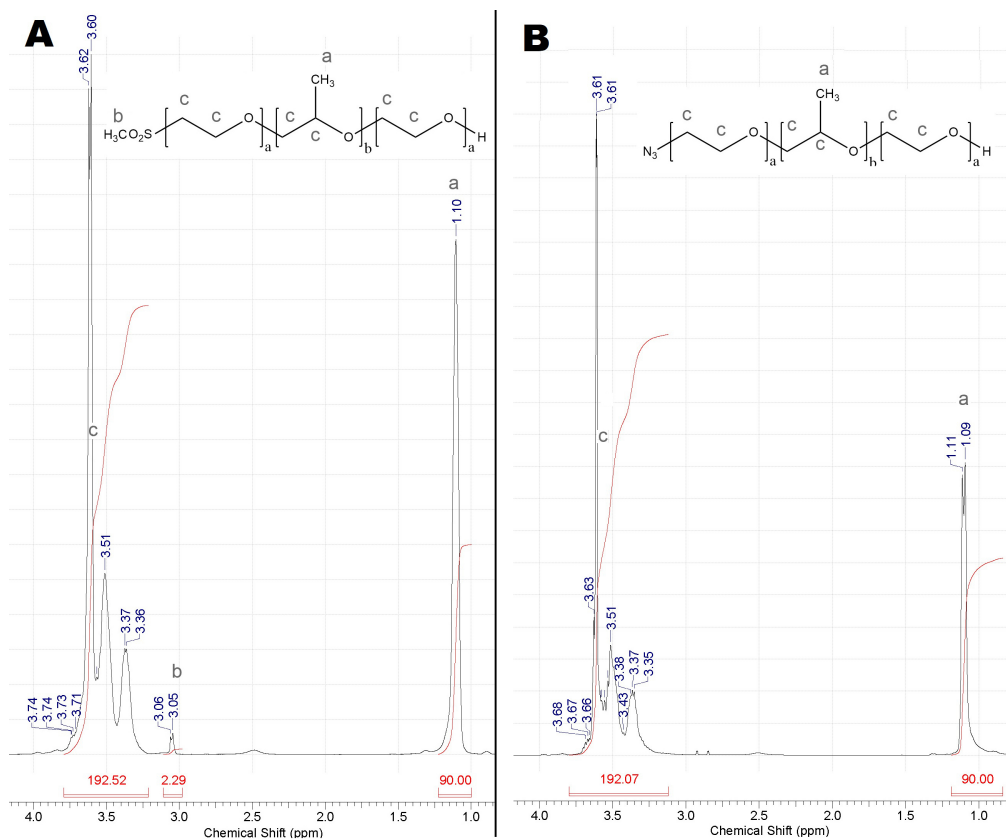 A
3.62
3.60
a
CH₃
c
c
c
c
c
b
H₃CO₂S
O
a
O
b
O
H
a
c
a
1.10
c
3.51
3.37
3.36
b
3.74
3.74
3.73
3.71
3.06
3.05
192.52
2.29
90.00
4.0
3.5
3.0
2.5
2.0
1.5
1.0
Chemical Shift (ppm)
B
3.61
3.61
a
CH₃
c
c
c
c
c
c
N₃
O
a
O
b
O
H
a
a
1.11
1.09
c
3.63
3.51
3.68
3.67
3.66
3.43
3.38
3.37
3.35
192.07
90.00
4.0
3.5
3.0
2.5
2.0
1.5
1.0
Chemical Shift (ppm)